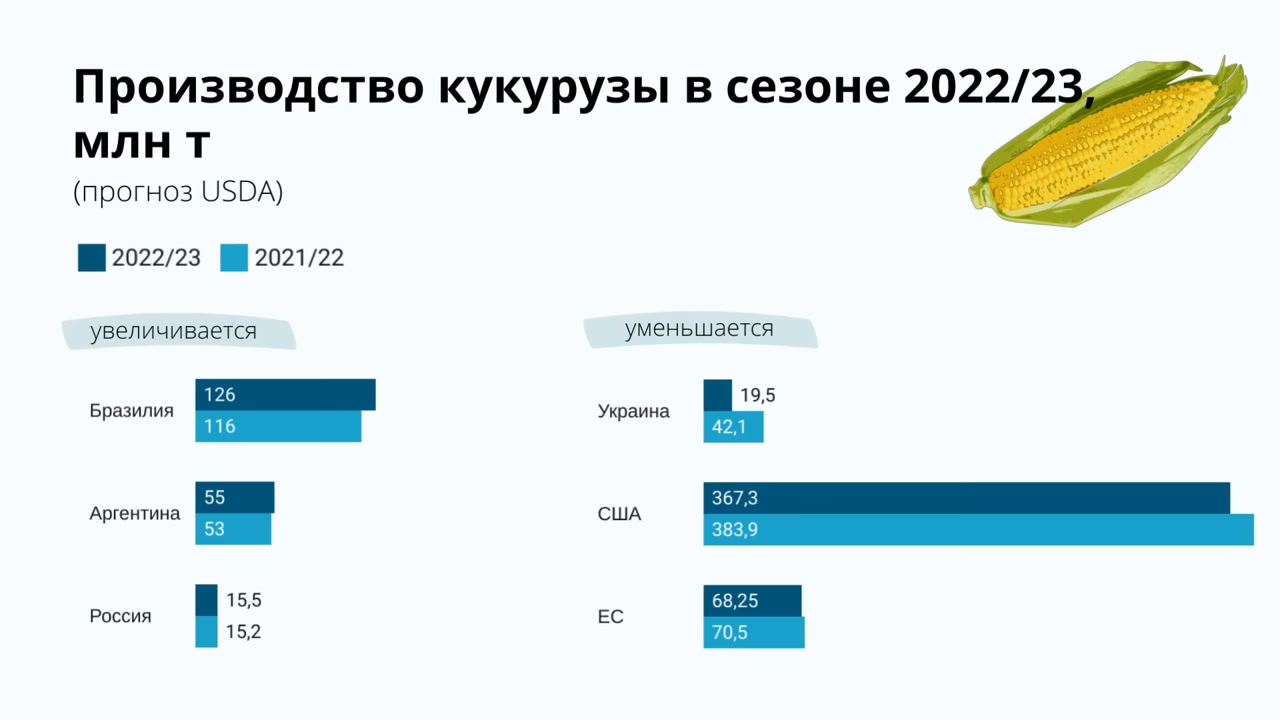 Производство кукурузы в сезоне 2022/23,
млн т
(прогноз USDA)
2022/23 2021/22
увеличивается
Бразилия 126
116
Аргентина 55
53
Россия 15,5
15,2
уменьшается
Украина 19,5
42,1
США 367,3
383,9
ЕС 68,25
70,5